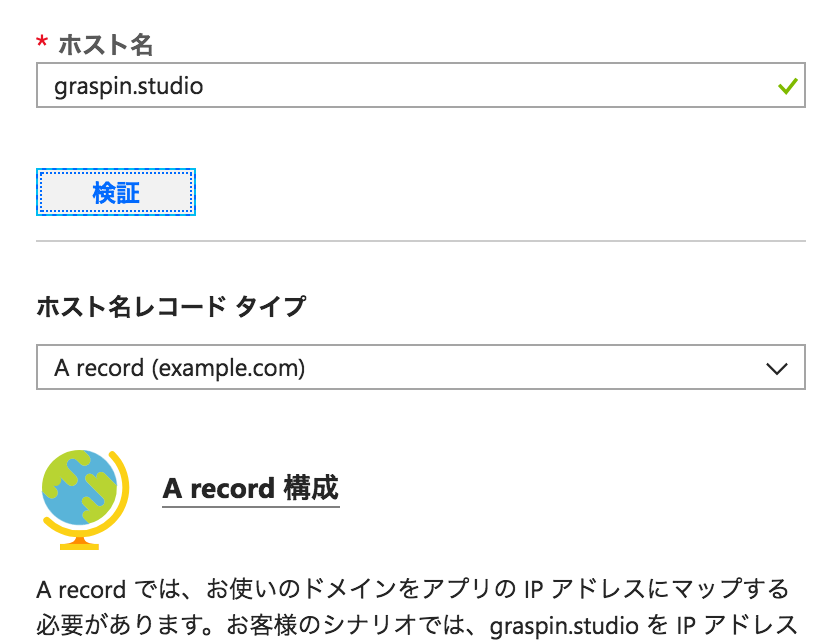 * ホスト名
graspin.studio
検証
ホスト名レコード タイプ
A record (example.com)
A record 構成
A record では、お使いのドメインをアプリの IP アドレスにマップする
必要があります。お客様のシナリオでは、graspin.studio を IP アドレス